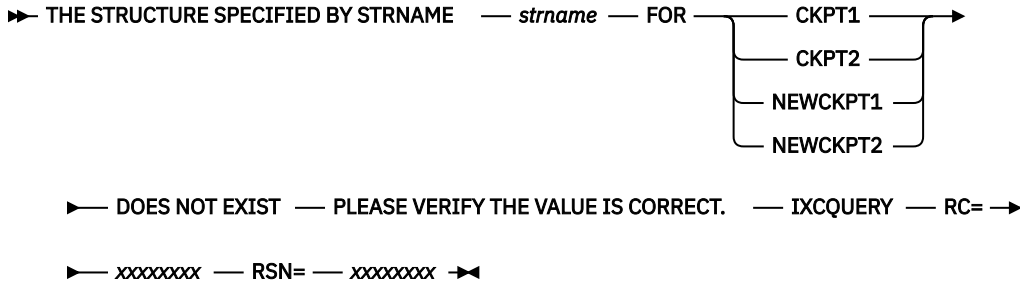 THE STRUCTURE SPECIFIED BY STRNAME strname FOR CKPT1
CKPT2
NEWCKPT1
NEWCKPT2
DOES NOT EXIST PLEASE VERIFY THE VALUE IS CORRECT. IXCQUERY RC=
xxxxxxxx RSN= xxxxxxxx